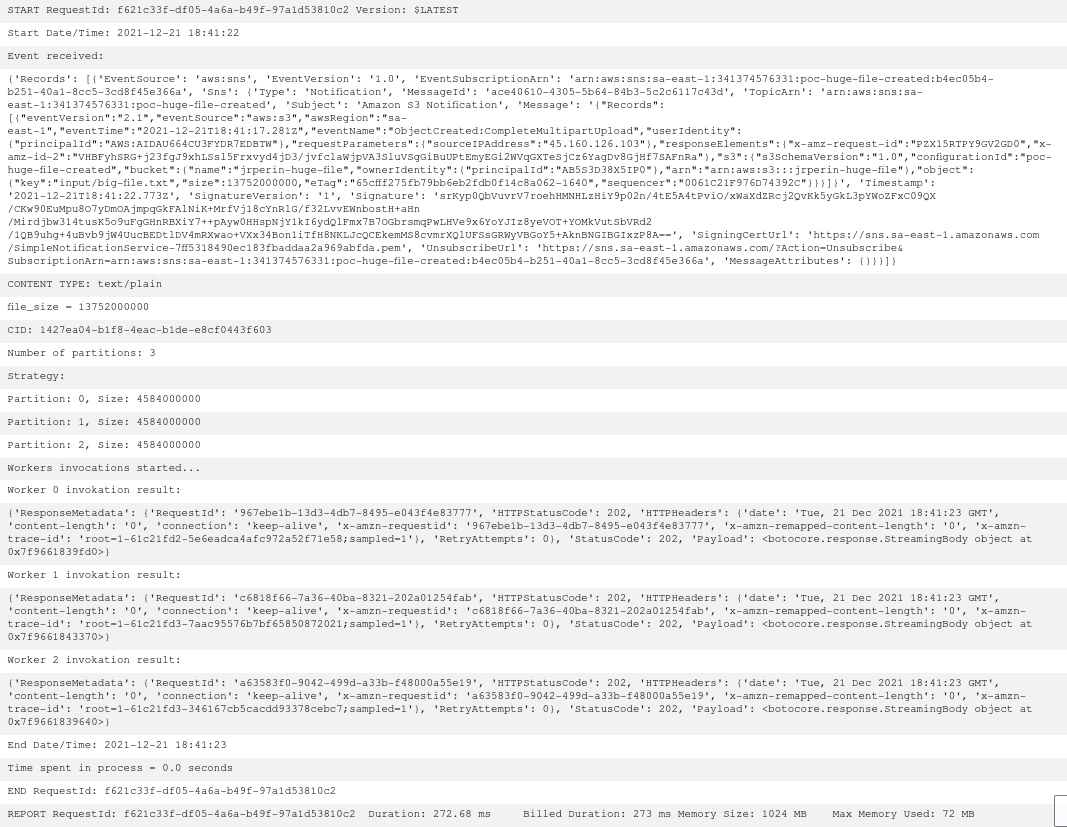 START RequestId: f621c33f-df05-4a6a-b49f-97a1d53810c2 Version: $LATEST
Start Date/Time: 2021-12-21 18:41:22
Event received:
{'Records': [{'EventSource': 'aws:sns', 'EventVersion': '1.0', 'EventSubscriptionArn': 'arn:aws:sns:sa-east-1:341374576331:poc-huge-file-created:b4ec05b4-
b251-40a1-8cc5-3cd8f45e366a', 'Sns': {'Type': 'Notification', 'MessageId': 'ace40610-4305-5b64-84b3-5c2c6117c43d', 'TopicArn': 'arn:aws:sns:sa-
east-1:341374576331:poc-huge-file-created', 'Subject': 'Amazon S3 Notification', 'Message': '{"Records":
[{"eventVersion":"2.1","eventSource":"aws:s3","awsRegion":"sa-
east-1","eventTime":"2021-12-21T18:41:17.281Z","eventName":"ObjectCreated:CompleteMultipartUpload","userIdentity":
{"principalId":"AWS:AIDAU664CU3FYDR7EDBTW"},"requestParameters":{"sourceIPAddress":"45.160.126.103"},"responseElements":{"x-amz-request-id":"PZX15RTPY9GV2GD0","x-
amz-id-2":"VHBFyhSRG+j23fgJ9xhLSsl5Frxvyd4jD3/jvfclaWjpVA3SluVSgGiBuUPtEmyEGi2WVqGXTeSjCz6YagDv8gJHf7SAFnRa"},"s3":{"s3SchemaVersion":"1.0","configurationId":"poc-
huge-file-created","bucket":{"name":"jrperin-huge-file","ownerIdentity":{"principalId":"AB5S3D38X5IP0"},"arn":"arn:aws:s3:::jrperin-huge-file"},"object":
{"key":"input/big-file.txt","size":13752000000,"eTag":"65cfff275fb79bb6eb2fdb0f14c8a062-1640","sequencer":"0061C21F976D74392C"}}}]}', 'Timestamp':
'2021-12-21T18:41:22.773Z', 'SignatureVersion': '1', 'Signature': 'srKyp0QbVuvrV7roehHMNHLzHiY9p02n/4tE5A4tPviO/xWaXdZRcj2QvKk5yGkL3pYWoZFxC09QX
/CKw90EuMpu8O7yDmOAjmpqGkFAlNiK+MrfVj18cYnRlG/f32LvvEWnbostH+aHn
/Mirdjbw314tusK5o9uFgGHnRBXiY7++pAyw0HHspNjY1kI6ydQlFmx7B7OGbrsmqPwLHVe9x6YoYJIz8yeVOT+YOMkVutSbVRd2
/1QB9uhg+4uBvb9jW4UucBEDtlDV4mRXwao+VXx34Bon1iTfH8NKLJcQCEkemMS8cvmrXQlUFSsGRWyVBGoY5+AknBNGIBGIxzP8A==', 'SigningCertUrl': 'https://sns.sa-east-1.amazonaws.com
/SimpleNotificationService-7ff5318490ec183fbaddaa2a969abfda.pem', 'UnsubscribeUrl': 'https://sns.sa-east-1.amazonaws.com/?Action=Unsubscribe&
SubscriptionArn=arn:aws:sns:sa-east-1:341374576331:poc-huge-file-created:b4ec05b4-b251-40a1-8cc5-3cd8f45e366a', 'MessageAttributes': {}}}]}
CONTENT TYPE: text/plain
file_size = 13752000000
CID: 1427ea04-b1f8-4eac-b1de-e8cf0443f603
Number of partitions: 3
Strategy:
Partition: 0, Size: 4584000000
Partition: 1, Size: 4584000000
Partition: 2, Size: 4584000000
Workers invocations started...
Worker 0 invokation result:
{'ResponseMetadata': {'RequestId': '967ebe1b-13d3-4db7-8495-e043f4e83777', 'HTTPStatusCode': 202, 'HTTPHeaders': {'date': 'Tue, 21 Dec 2021 18:41:23 GMT',
'content-length': '0', 'connection': 'keep-alive', 'x-amzn-requestid': '967ebe1b-13d3-4db7-8495-e043f4e83777', 'x-amzn-remapped-content-length': '0', 'x-amzn-
trace-id': 'root=1-61c21fd2-5e6eadca4afc972a52f71e58;sampled=1'}, 'RetryAttempts': 0}, 'StatusCode': 202, 'Payload': <botocore.response.StreamingBody object at
0x7f9661839fd0>}
Worker 1 invokation result:
{'ResponseMetadata': {'RequestId': 'c6818f66-7a36-40ba-8321-202a01254fab', 'HTTPStatusCode': 202, 'HTTPHeaders': {'date': 'Tue, 21 Dec 2021 18:41:23 GMT',
'content-length': '0', 'connection': 'keep-alive', 'x-amzn-requestid': 'c6818f66-7a36-40ba-8321-202a01254fab', 'x-amzn-remapped-content-length': '0', 'x-amzn-
trace-id': 'root=1-61c21fd3-7aac95576b7bf65850872021;sampled=1'}, 'RetryAttempts': 0}, 'StatusCode': 202, 'Payload': <botocore.response.StreamingBody object at
0x7f9661843370>}
Worker 2 invokation result:
{'ResponseMetadata': {'RequestId': 'a63583f0-9042-499d-a33b-f48000a55e19', 'HTTPStatusCode': 202, 'HTTPHeaders': {'date': 'Tue, 21 Dec 2021 18:41:23 GMT',
'content-length': '0', 'connection': 'keep-alive', 'x-amzn-requestid': 'a63583f0-9042-499d-a33b-f48000a55e19', 'x-amzn-remapped-content-length': '0', 'x-amzn-
trace-id': 'root=1-61c21fd3-346167cb5cacdd93378cebc7;sampled=1'}, 'RetryAttempts': 0}, 'StatusCode': 202, 'Payload': <botocore.response.StreamingBody object at
0x7f9661839640>}
End Date/Time: 2021-12-21 18:41:23
Time spent in process = 0.0 seconds
END RequestId: f621c33f-df05-4a6a-b49f-97a1d53810c2
REPORT RequestId: f621c33f-df05-4a6a-b49f-97a1d53810c2 Duration: 272.68 ms Billed Duration: 273 ms Memory Size: 1024 MB Max Memory Used: 72 MB